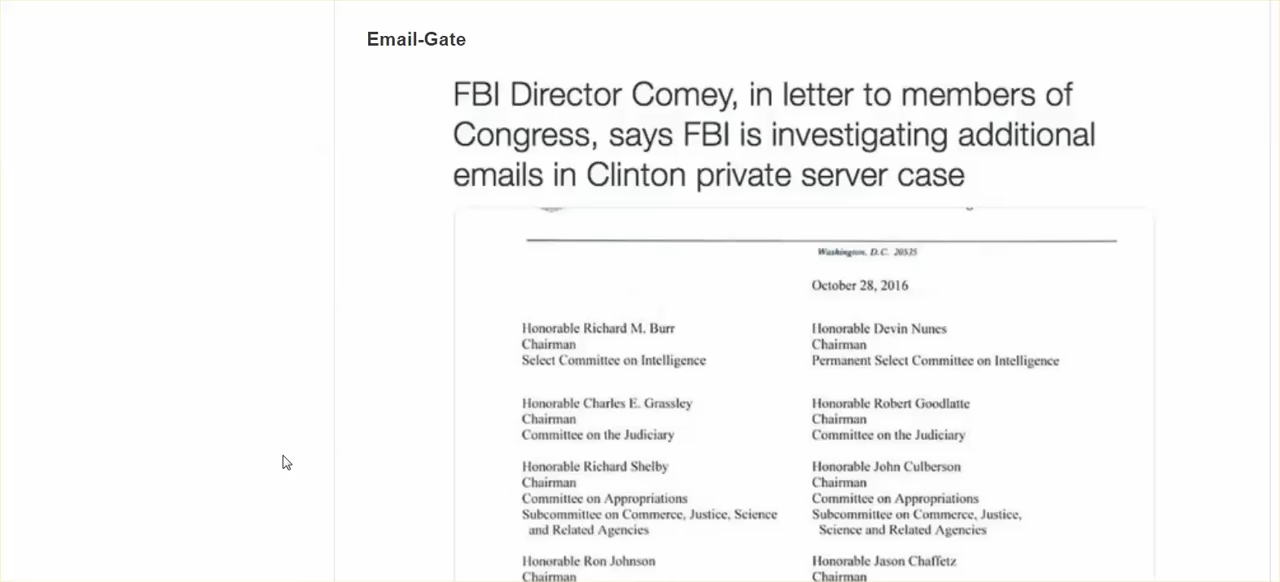 Email-Gate
FBI Director Comey, in letter to members of
Congress, says FBI is investigating additional
emails in Clinton private server case
Washington, D.C. 20535
October 28, 2016
Honorable Richard M. Burr
Chairman
Select Committee on Intelligence
Honorable Devin Nunes
Chairman
Permanent Select Committee on Intelligence
Honorable Charles E. Grassley
Chairman
Committee on the Judiciary
Honorable Robert Goodlatte
Chairman
Committee on the Judiciary
Honorable Richard Shelby
Chairman
Committee on Appropriations
Subcommittee on Commerce, Justice, Science
and Related Agencies
Honorable John Culberson
Chairman
Committee on Appropriations
Subcommittee on Commerce, Justice,
Science and Related Agencies
Honorable Ron Johnson
Chairman
Honorable Jason Chaffetz
Chairman